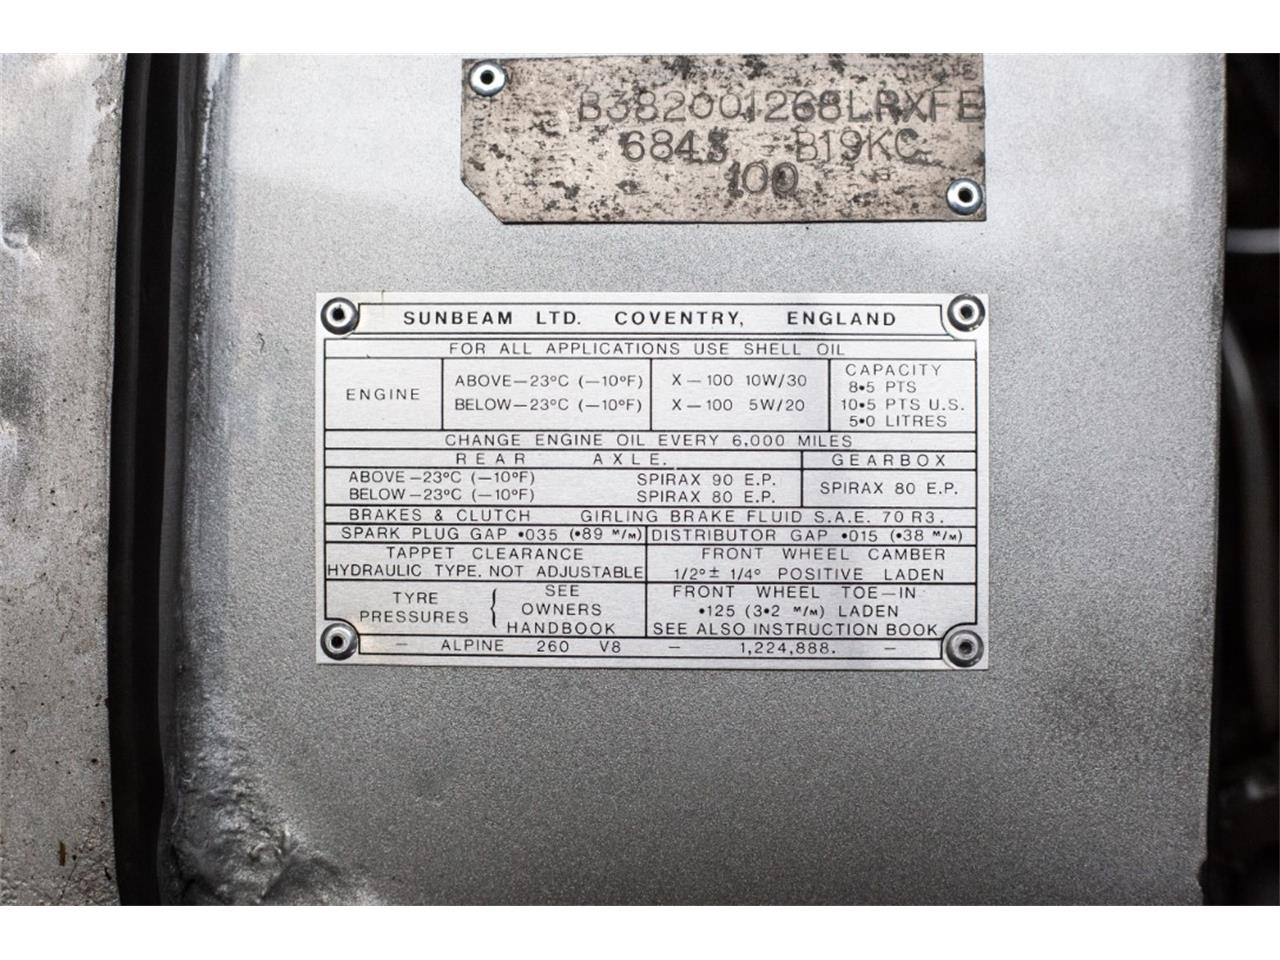 B382001268LRXFE
6843 B19KC
100
SUNBEAM LTD. COVENTRY, ENGLAND
FOR ALL APPLICATIONS USE SHELL OIL
ENGINE
ABOVE -23°C (-10°F) X-100 10W/30
BELOW -23°C (-10°F) X-100 5W/20
CAPACITY
8•5 PTS
10•5 PTS U.S.
5•0 LITRES
CHANGE ENGINE OIL EVERY 6,000 MILES
REAR AXLE.
ABOVE -23°C (-10°F) SPIRAX 90 E.P.
BELOW -23°C (-10°F) SPIRAX 80 E.P.
GEARBOX
SPIRAX 80 E.P.
BRAKES & CLUTCH GIRLING BRAKE FLUID S.A.E. 70 R3.
SPARK PLUG GAP •035 (•89 M/M) DISTRIBUTOR GAP •015 (•38 M/M)
TAPPET CLEARANCE
HYDRAULIC TYPE. NOT ADJUSTABLE
FRONT WHEEL CAMBER
1/2° ± 1/4° POSITIVE LADEN
TYRE
PRESSURES
SEE
OWNERS
HANDBOOK
FRONT WHEEL TOE-IN
•125 (3•2 M/M) LADEN
SEE ALSO INSTRUCTION BOOK
- ALPINE 260 V8 - 1,224,888. -